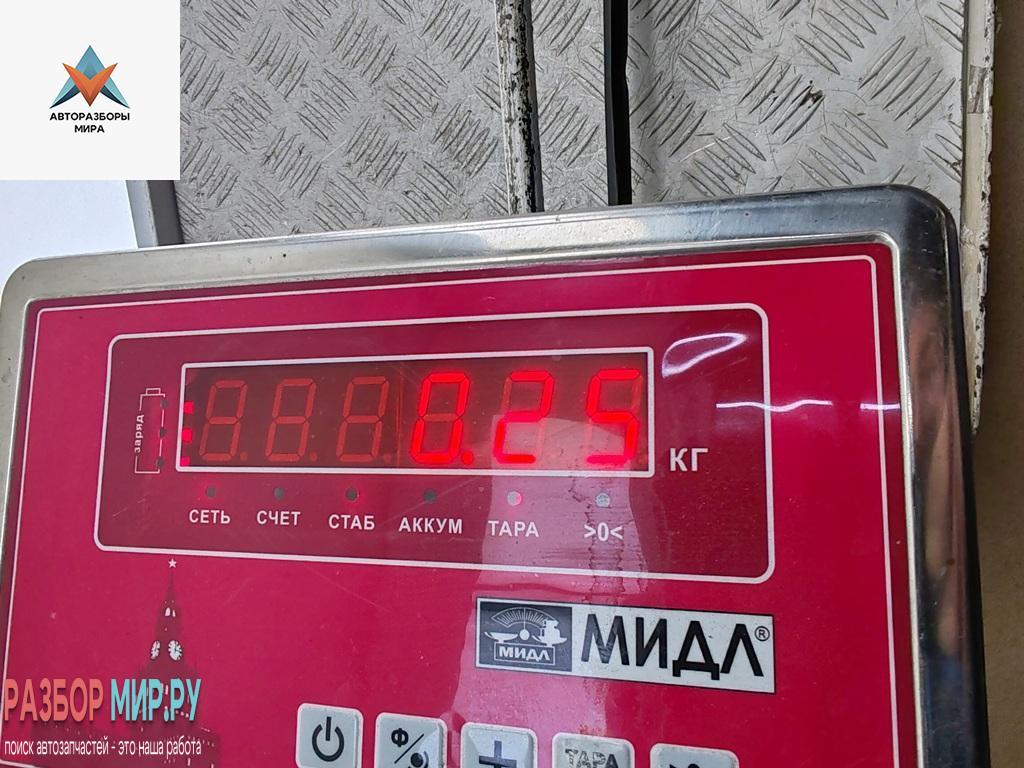 АВТОРАЗБОРЫ
МИРА
заряд
0.25
КГ
СЕТЬ СЧЕТ СТАБ АККУМ ТАРА >0<
МИДЛ МИДЛ®
РАЗБОР МИР.РУ
поиск автозапчастей - это наша работа
Ф
ТАРА